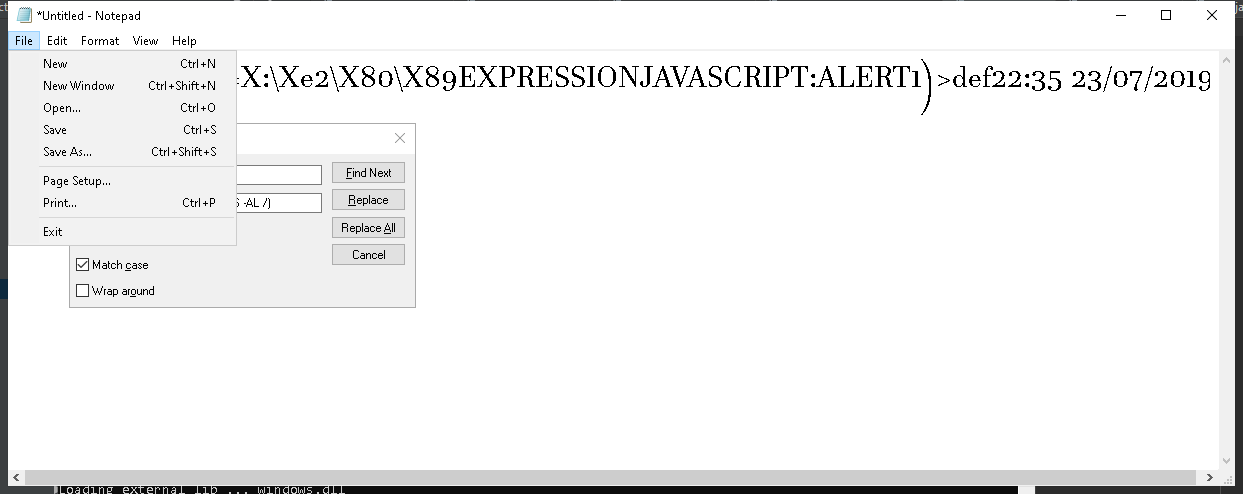 *Untitled - Notepad
File Edit Format View Help
=X:\Xe2\X80\X89EXPRESSIONJAVASCRIPT:ALERT1)>def22:35 23/07/2019
New Ctrl+N
New Window Ctrl+Shift+N
Open... Ctrl+O
Save Ctrl+S
Save As... Ctrl+Shift+S
Page Setup...
Print... Ctrl+P
Exit
Find Next
-AL /)
Replace
Replace All
Cancel
Match case
Wrap around
Loading external lib ... windows.dll